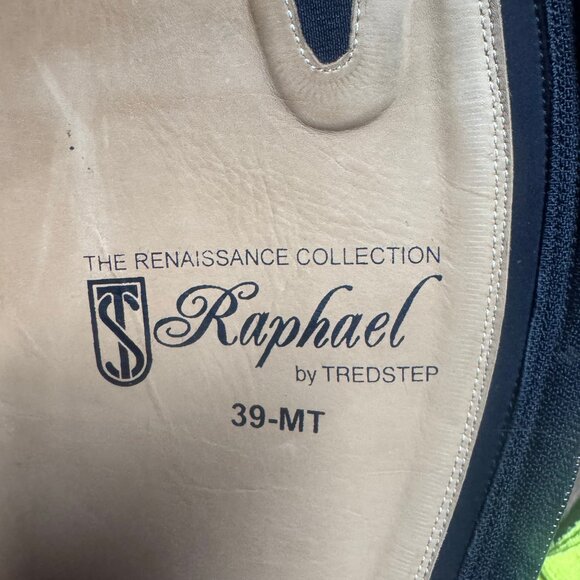 THE RENAISSANCE COLLECTION
TS Raphael
by TREDSTEP
39-MT